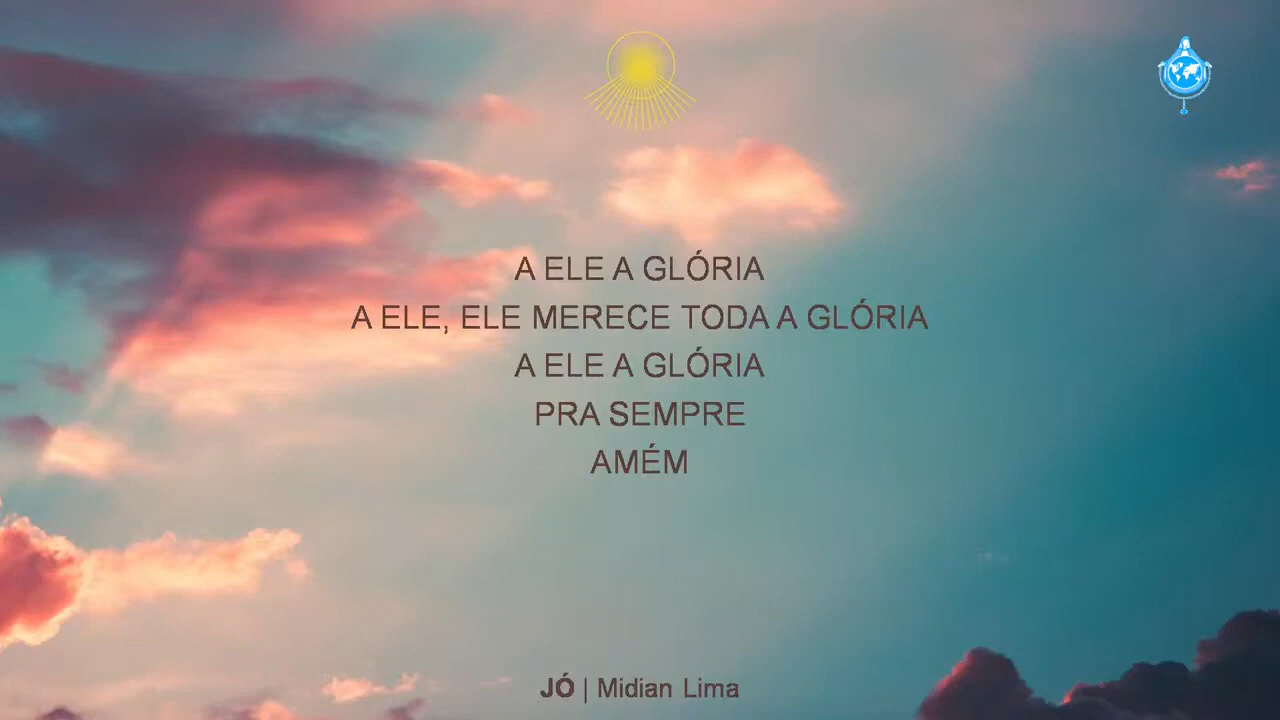 A ELE A GLÓRIA
A ELE, ELE MERECE TODA A GLÓRIA
A ELE A GLÓRIA
PRA SEMPRE
AMÉM
JÓ | Midian Lima